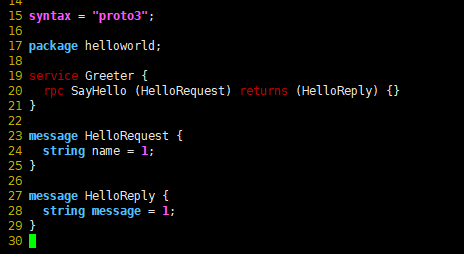 14
15 syntax = "proto3";
16
17 package helloworld;
18
19 service Greeter {
20   rpc SayHello (HelloRequest) returns (HelloReply) {}
21 }
22
23 message HelloRequest {
24   string name = 1;
25 }
26
27 message HelloReply {
28   string message = 1;
29 }
30